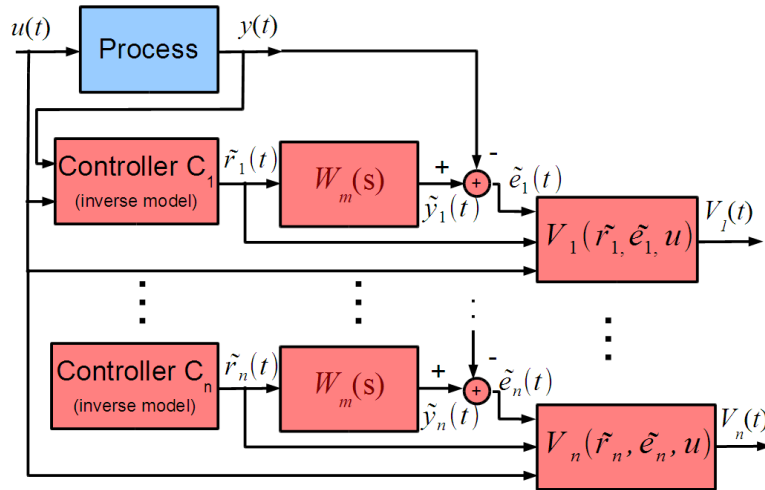 u(t)
Process
y(t)
Controller C₁
(inverse model)
r̃₁(t)
Wₘ(s)
+
-
+
ỹ₁(t)
ẽ₁(t)
V₁(r̃₁, ẽ₁, u)
V₁(t)
Controller Cₙ
(inverse model)
r̃ₙ(t)
Wₘ(s)
+
-
+
ỹₙ(t)
ẽₙ(t)
Vₙ(r̃ₙ, ẽₙ, u)
Vₙ(t)